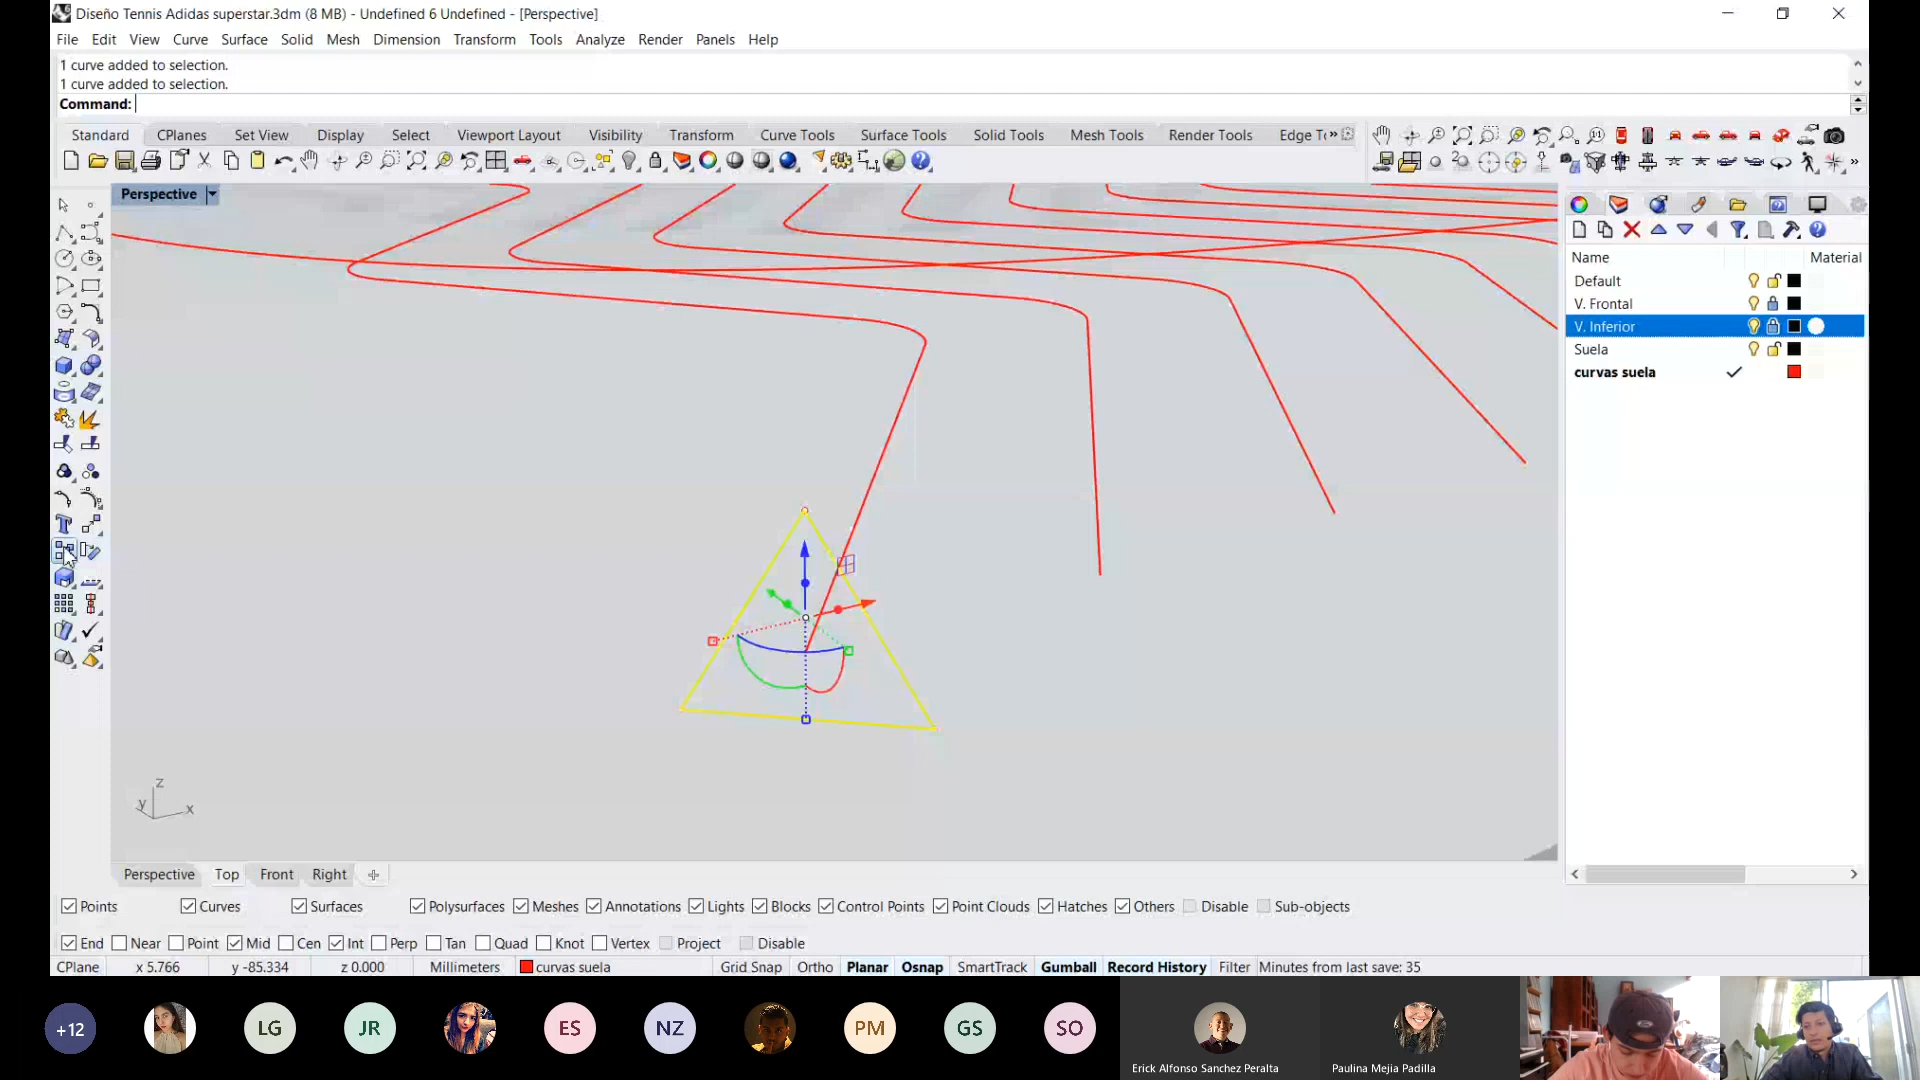 Diseño Tennis Adidas superstar.3dm (8 MB) - Undefined 6 Undefined - [Perspective]
File Edit View Curve Surface Solid Mesh Dimension Transform Tools Analyze Render Panels Help
1 curve added to selection.
1 curve added to selection.
Command:
Standard CPlanes Set View Display Select Viewport Layout Visibility Transform Curve Tools Surface Tools Solid Tools Mesh Tools Render Tools Edge To
Perspective
Name Material
Default
V. Frontal
V. Inferior
Suela
curvas suela
z
y x
Perspective Top Front Right
Points Curves Surfaces Polysurfaces Meshes Annotations Lights Blocks Control Points Point Clouds Hatches Others Disable Sub-objects
End Near Point Mid Cen Int Perp Tan Quad Knot Vertex Project Disable
CPlane x 5.766 y -85.334 z 0.000 Millimeters curvas suela Grid Snap Ortho Planar Osnap SmartTrack Gumball Record History Filter Minutes from last save: 35
+12 LG JR ES NZ PM GS SO
Erick Alfonso Sanchez Peralta Paulina Mejia Padilla